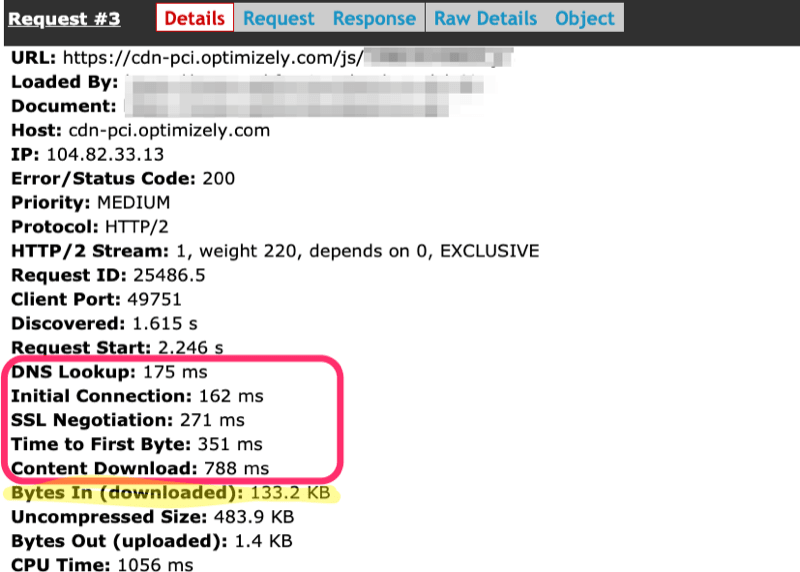 Request #3 Details Request Response Raw Details Object
URL: https://cdn-pci.optimizely.com/js/
Loaded By:
Document:
Host: cdn-pci.optimizely.com
IP: 104.82.33.13
Error/Status Code: 200
Priority: MEDIUM
Protocol: HTTP/2
HTTP/2 Stream: 1, weight 220, depends on 0, EXCLUSIVE
Request ID: 25486.5
Client Port: 49751
Discovered: 1.615 s
Request Start: 2.246 s
DNS Lookup: 175 ms
Initial Connection: 162 ms
SSL Negotiation: 271 ms
Time to First Byte: 351 ms
Content Download: 788 ms
Bytes In (downloaded): 133.2 KB
Uncompressed Size: 483.9 KB
Bytes Out (uploaded): 1.4 KB
CPU Time: 1056 ms